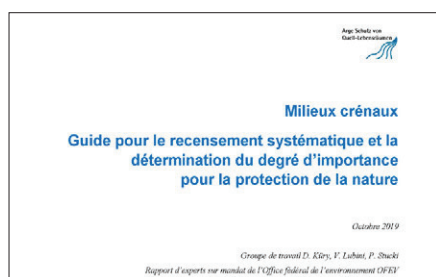 Arge Schutz von
Quell-Lebensräumen
Milieux crénaux
Guide pour le recensement systématique et la
détermination du degré d'importance
pour la protection de la nature
Octobre 2019
Groupe de travail D. Küry, V. Lubini, P. Stucki
Rapport d'experts sur mandat de l'Office fédéral de l'environnement OFEV